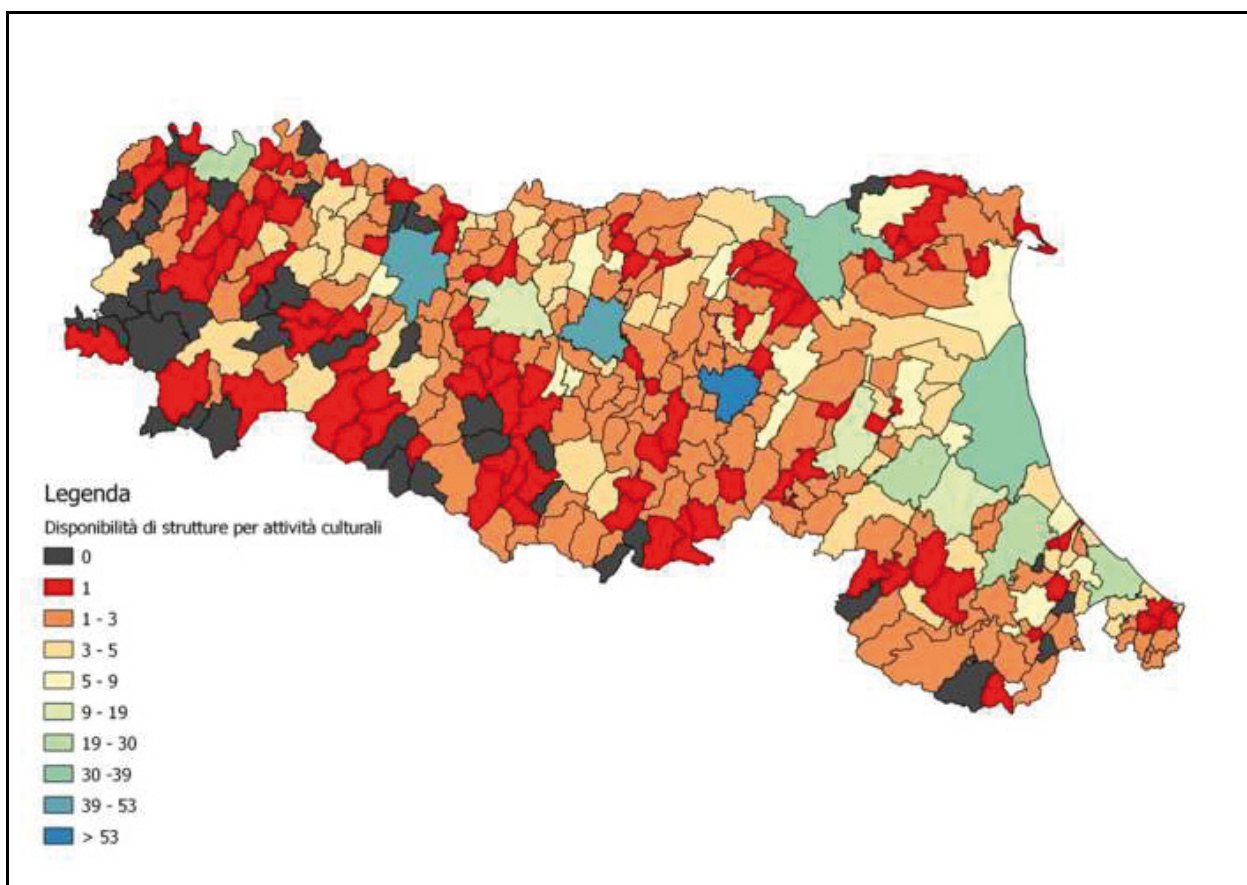 Legenda
Disponibilità di strutture per attività culturali
0
1
1 - 3
3 - 5
5 - 9
9 - 19
19 - 30
30 -39
39 - 53
> 53